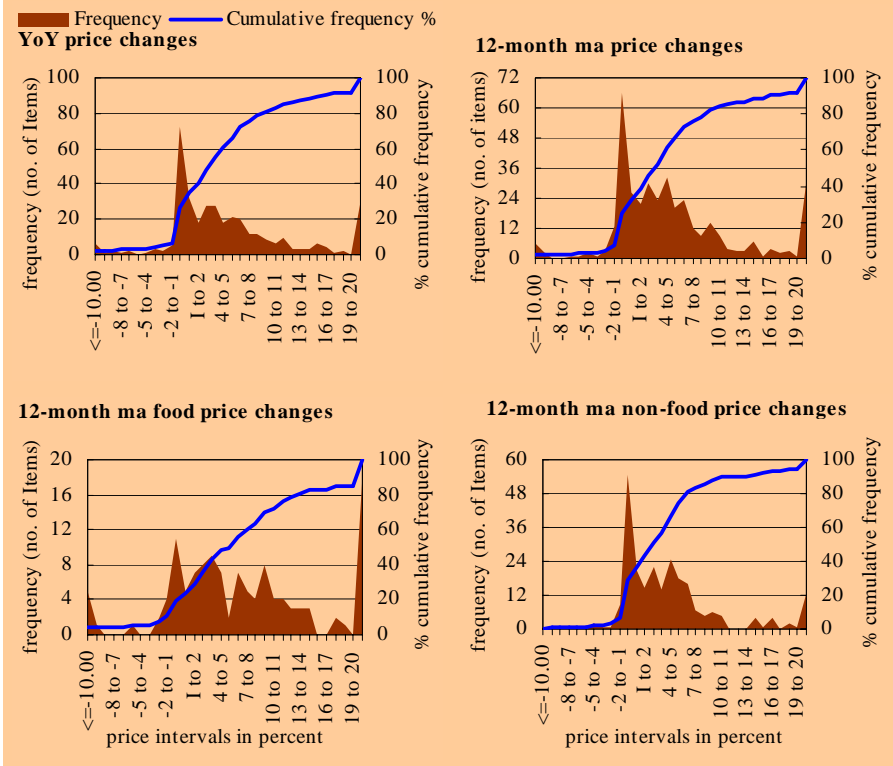 Frequency Cumulative frequency %
YoY price changes
frequency (no. of Items)
100
80
60
40
20
0
100
80
60
40
20
0
% cumulative frequency
<=-10.00
-8 to -7
-5 to -4
-2 to -1
I to 2
4 to 5
7 to 8
10 to 11
13 to 14
16 to 17
19 to 20
12-month ma price changes
frequency (no. of items)
72
60
48
36
24
12
0
100
80
60
40
20
0
% cumulative frequency
<=-10.00
-8 to -7
-5 to -4
-2 to -1
1 to 2
4 to 5
7 to 8
10 to 11
13 to 14
16 to 17
19 to 20
12-month ma food price changes
frequency (no. of Items)
20
16
12
8
4
0
100
80
60
40
20
0
% cumulative frequency
<=-10.00
-8 to -7
-5 to -4
-2 to -1
I to 2
4 to 5
7 to 8
10 to 11
13 to 14
16 to 17
19 to 20
price intervals in percent
12-month ma non-food price changes
frequency (no. of Items)
60
48
36
24
12
0
100
80
60
40
20
0
% cumulative frequency
<=-10.00
-8 to -7
-5 to -4
-2 to -1
I to 2
4 to 5
7 to 8
10 to 11
13 to 14
16 to 17
19 to 20
price intervals in percent